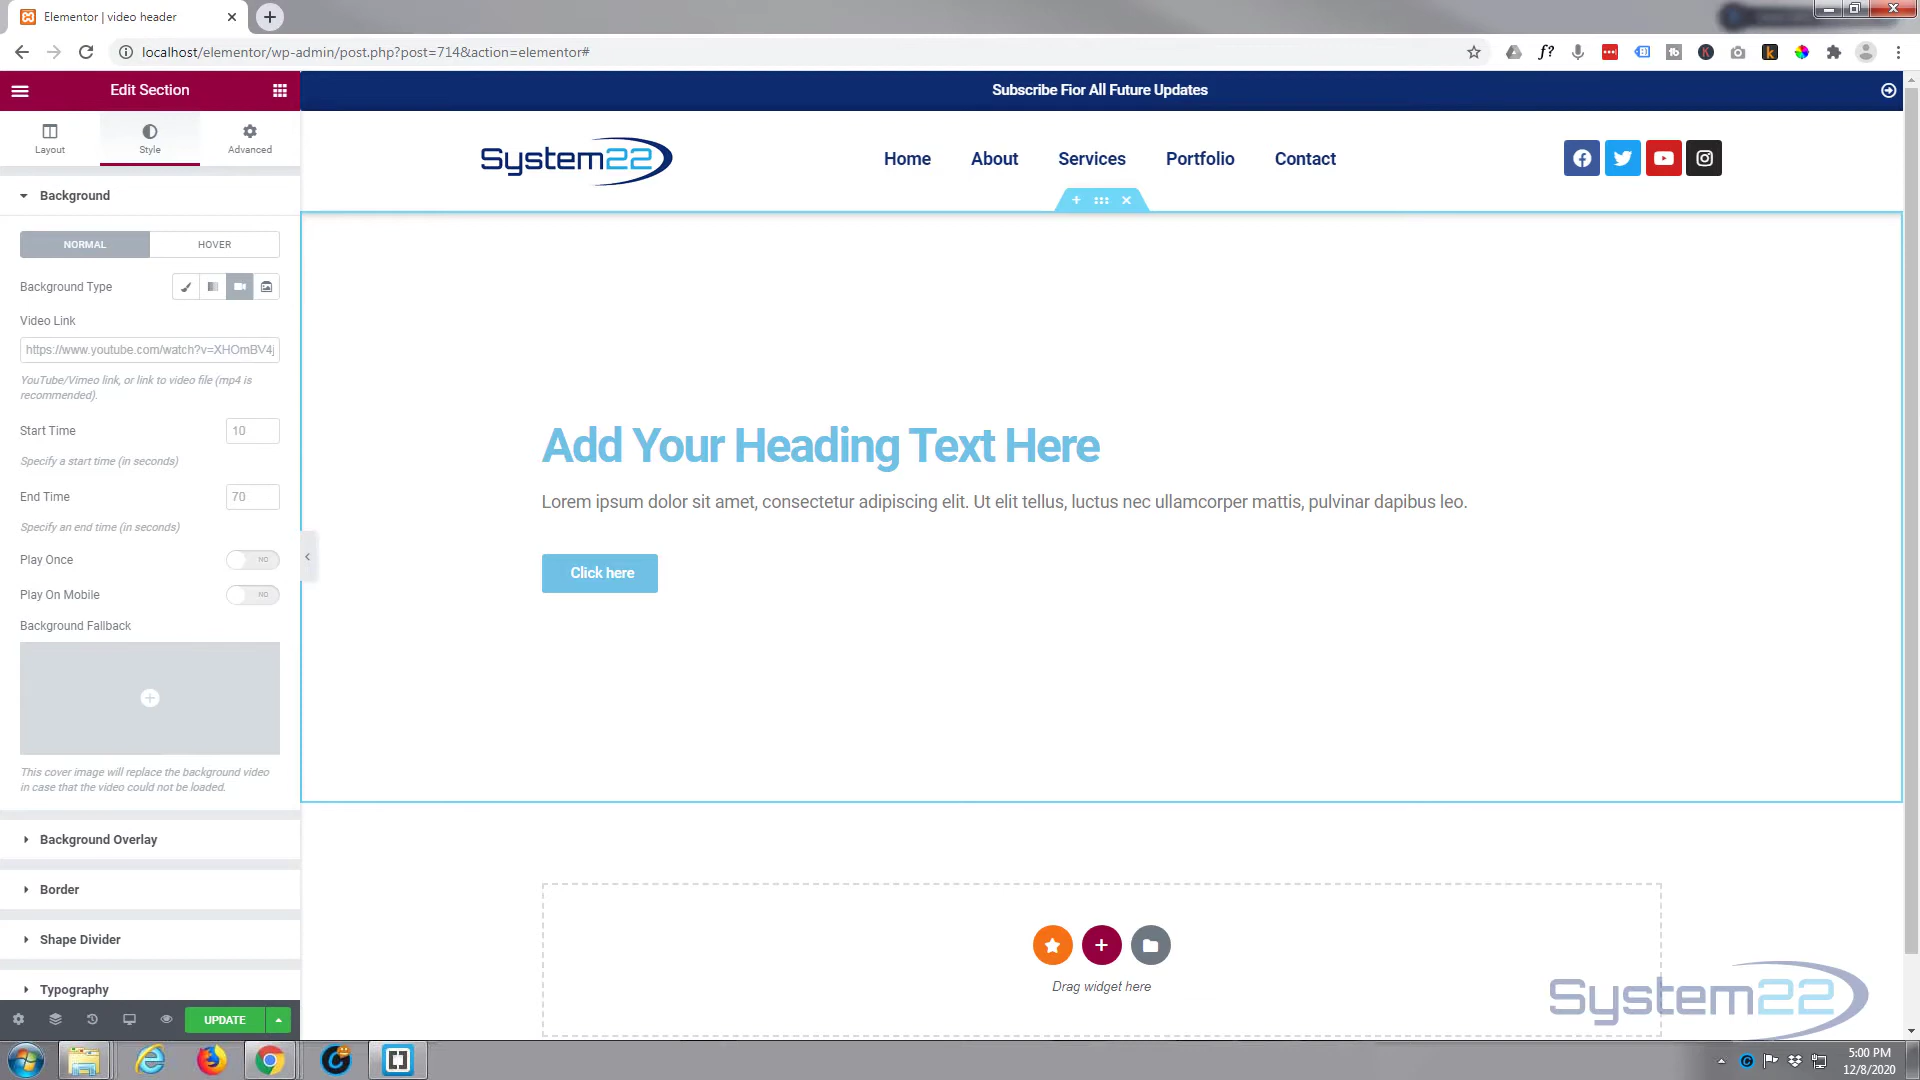 Elementor | video header
localhost/elementor/wp-admin/post.php?post=714&action=elementor#
Edit Section
Layout
Style
Advanced
Background
NORMAL
HOVER
Background Type
Video Link
https://www.youtube.com/watch?v=XHOmBV4j
YouTube/Vimeo link, or link to video file (mp4 is
recommended).
Start Time
10
Specify a start time (in seconds)
End Time
70
Specify an end time (in seconds)
Play Once
NO
Play On Mobile
NO
Background Fallback
This cover image will replace the background video
in case that the video could not be loaded.
Background Overlay
Border
Shape Divider
Typography
UPDATE
Subscribe Fior All Future Updates
System22
Home
About
Services
Portfolio
Contact
Add Your Heading Text Here
Lorem ipsum dolor sit amet, consectetur adipiscing elit. Ut elit tellus, luctus nec ullamcorper mattis, pulvinar dapibus leo.
Click here
Drag widget here
System22
5:00 PM
12/8/2020